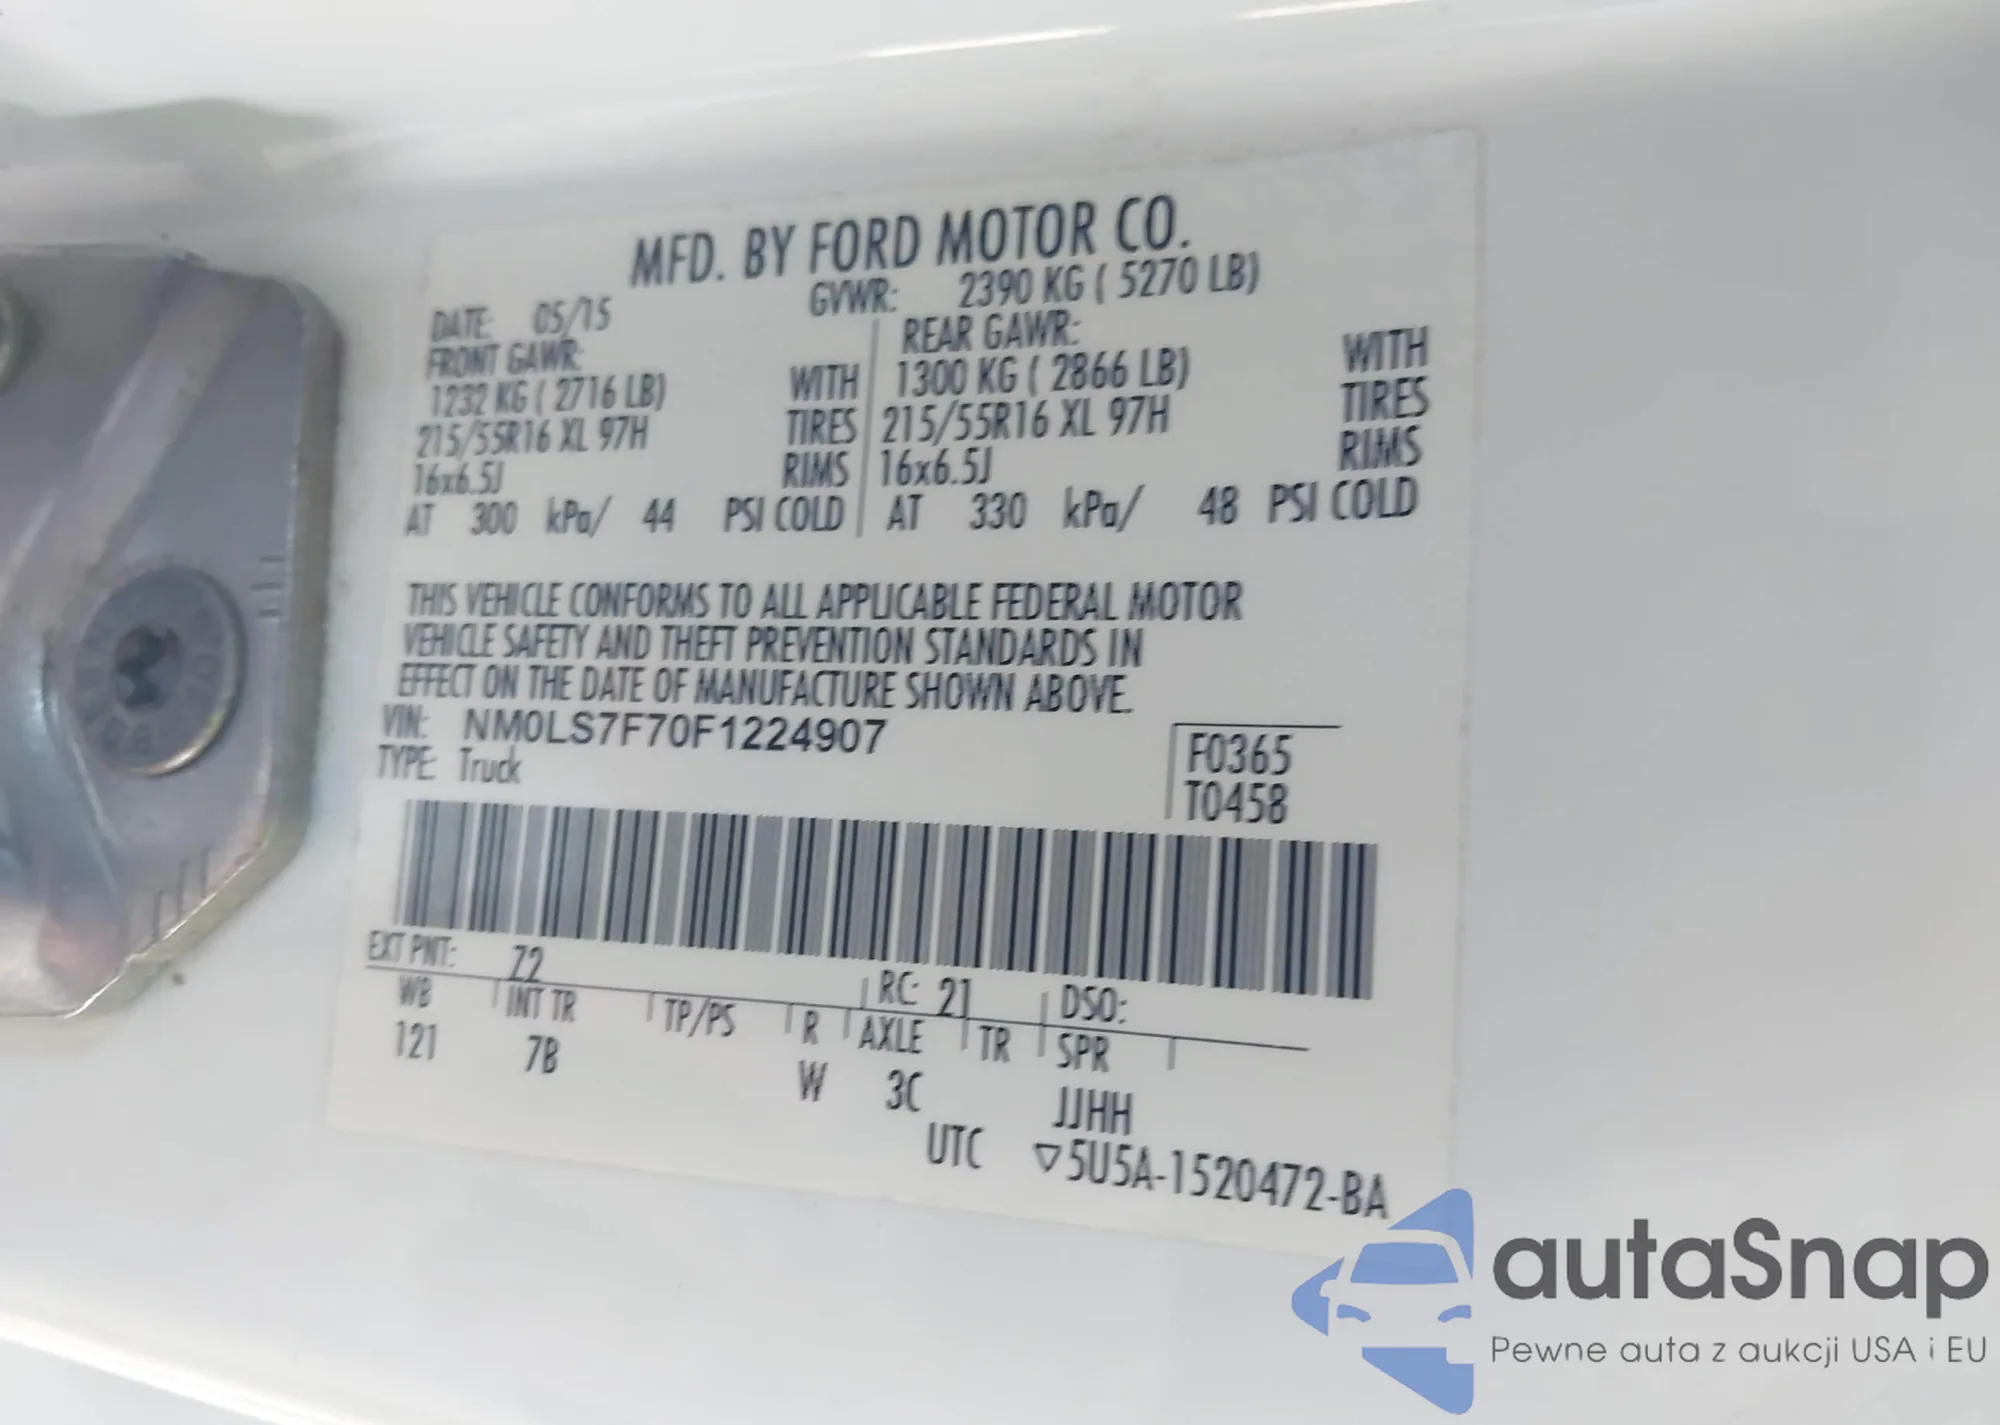 MFD. BY FORD MOTOR CO.
DATE: 05/15 GVWR: 2390 KG ( 5270 LB)
FRONT GAWR: REAR GAWR:
1232 KG ( 2716 LB) WITH 1300 KG ( 2866 LB) WITH
215/55R16 XL 97H TIRES 215/55R16 XL 97H TIRES
16x6.5J RIMS 16x6.5J RIMS
AT 300 kPa/ 44 PSI COLD AT 330 kPa/ 48 PSI COLD
THIS VEHICLE CONFORMS TO ALL APPLICABLE FEDERAL MOTOR
VEHICLE SAFETY AND THEFT PREVENTION STANDARDS IN
EFFECT ON THE DATE OF MANUFACTURE SHOWN ABOVE.
VIN: NM0LS7F70F1224907
TYPE: Truck
F0365
T0458
EXT PNT: Z2 RC: 21 DSO:
WB INT TR TP/PS R AXLE TR SPR
121 7B W 3C JJHH
UTC ▽5U5A-1520472-BA
autaSnap
Pewne auta z aukcji USA i EU